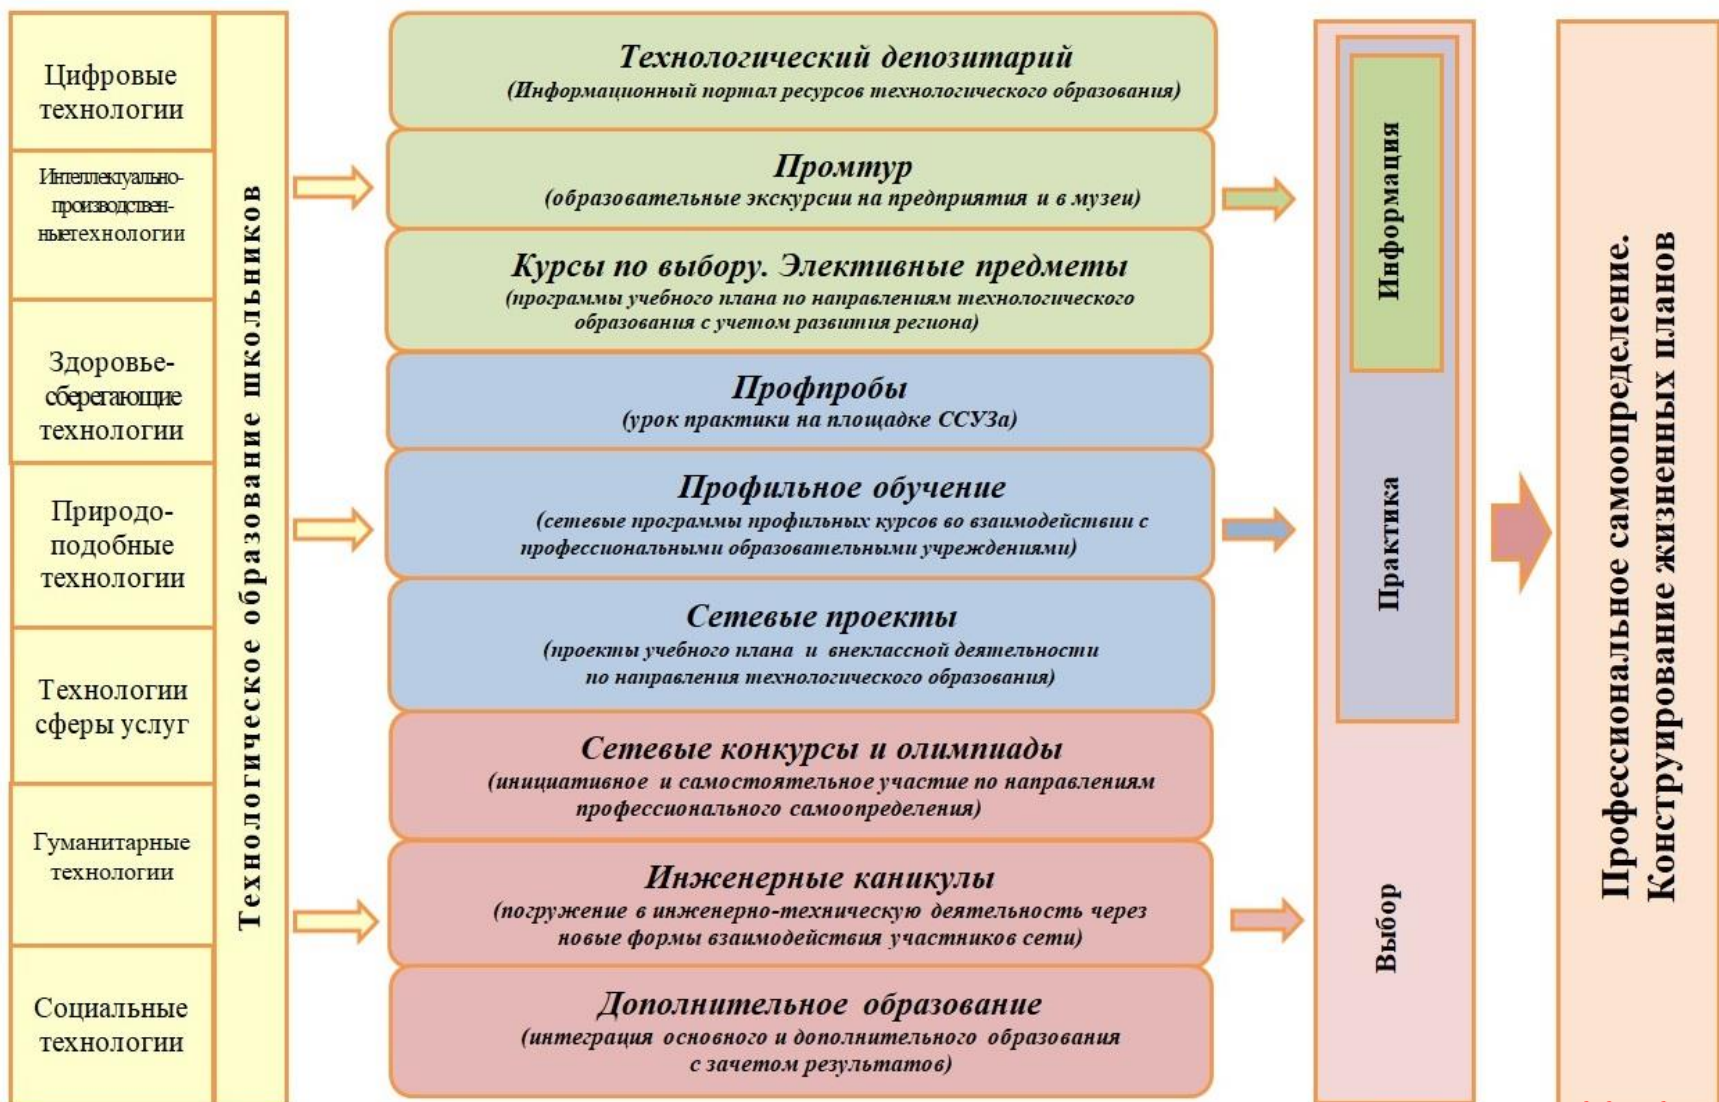 Цифровые
технологии
Интеллектуально-
производствен-
ныетехнологии
Здоровье-
сберегающие
технологии
Природо-
подобные
технологии
Технологии
сферы услуг
Гуманитарные
технологии
Социальные
технологии
Технологическое образование школьников
Технологический депозитарий
(Информационный портал ресурсов технологического образования)
Промтур
(образовательные экскурсии на предприятия и в музеи)
Курсы по выбору. Элективные предметы
(программы учебного плана по направлениям технологического
образования с учетом развития региона)
Профпробы
(урок практики на площадке ССУЗа)
Профильное обучение
(сетевые программы профильных курсов во взаимодействии с
профессиональными образовательными учреждениями)
Сетевые проекты
(проекты учебного плана и внеклассной деятельности
по направления технологического образования)
Сетевые конкурсы и олимпиады
(инициативное и самостоятельное участие по направлениям
профессионального самоопределения)
Инженерные каникулы
(погружение в инженерно-техническую деятельность через
новые формы взаимодействия участников сети)
Дополнительное образование
(интеграция основного и дополнительного образования
с зачетом результатов)
Информация
Практика
Выбор
Профессиональное самоопределение.
Конструирование жизненных планов